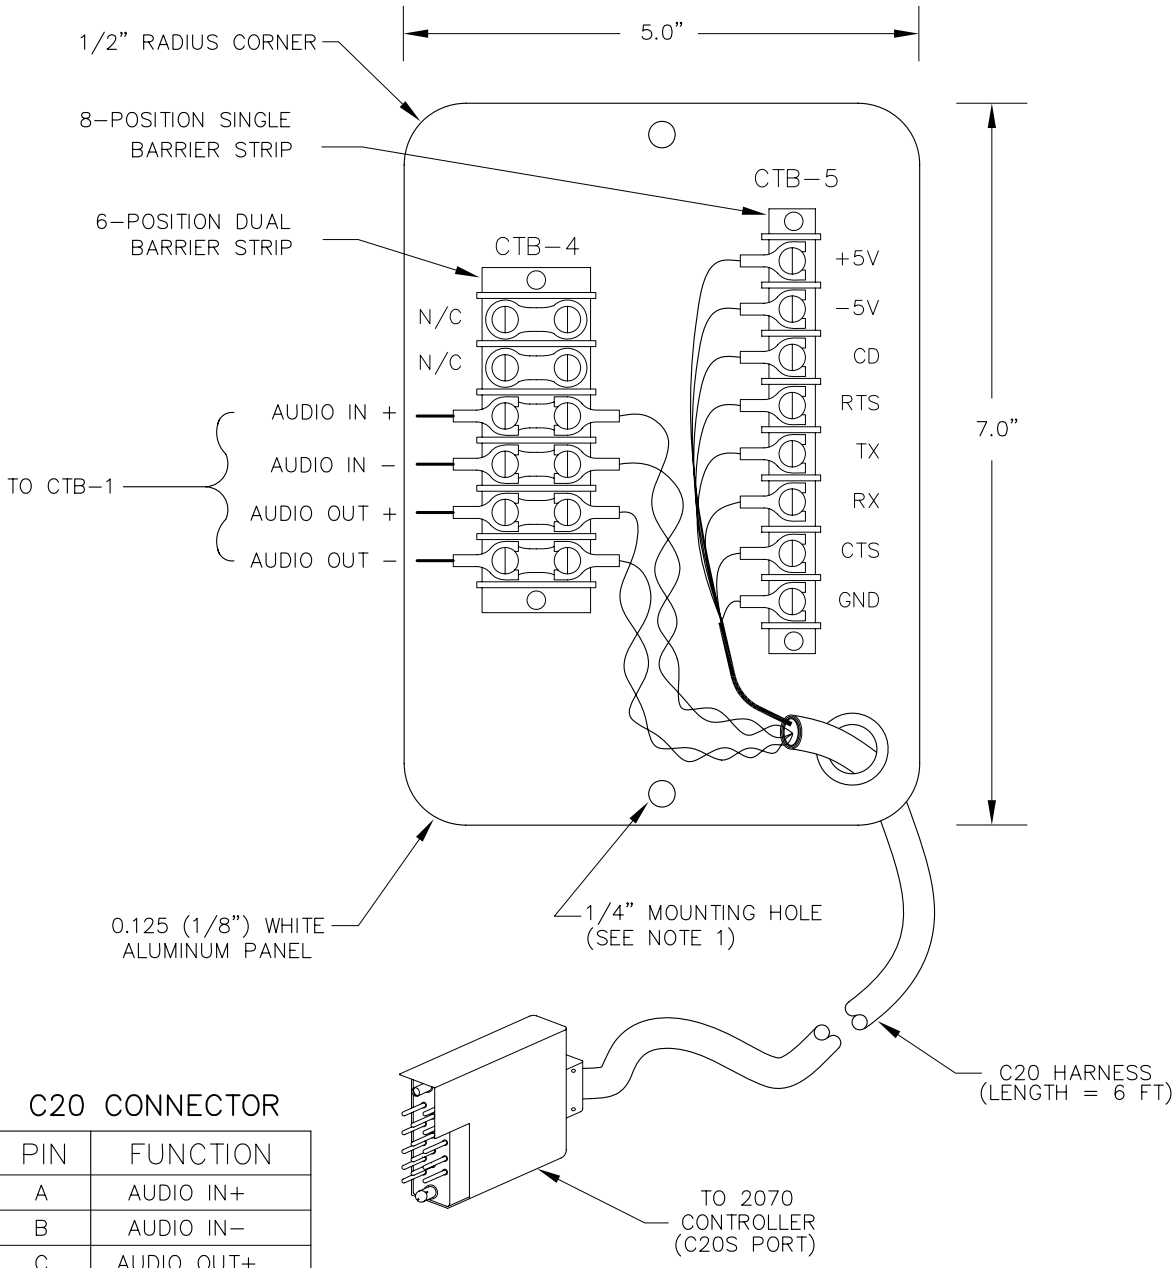 5.0”
1/2” RADIUS CORNER
8-POSITION SINGLE
BARRIER STRIP
CTB-5
6-POSITION DUAL
BARRIER STRIP
CTB-4
+5V
-5V
CD
RTS
TX
RX
CTS
GND
N/C
N/C
AUDIO IN +
AUDIO IN -
AUDIO OUT +
AUDIO OUT -
TO CTB-1
7.0”
0.125 (1/8”) WHITE
ALUMINUM PANEL
1/4” MOUNTING HOLE
(SEE NOTE 1)
C20 HARNESS
(LENGTH = 6 FT)
TO 2070
CONTROLLER
(C20S PORT)
C20 CONNECTOR
PIN FUNCTION
A AUDIO IN+
B AUDIO IN-
C AUDIO OUT+